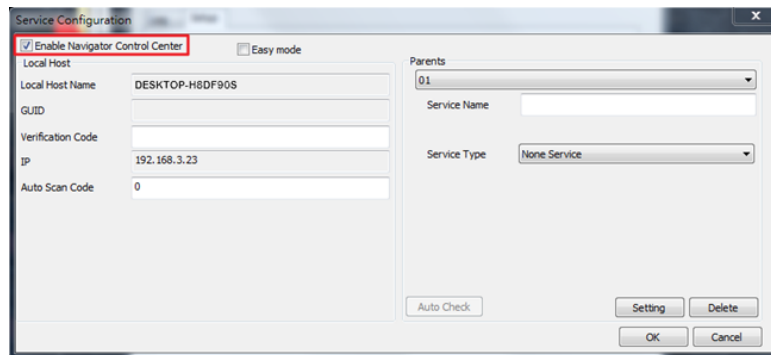 Service Configuration
Enable Navigator Control Center
Easy mode
Local Host
Local Host Name
DESKTOP-H8DF90S
GUID
Verification Code
IP
192.168.3.23
Auto Scan Code
0
Parents
01
Service Name
Service Type
None Service
Auto Check
Setting
Delete
OK
Cancel